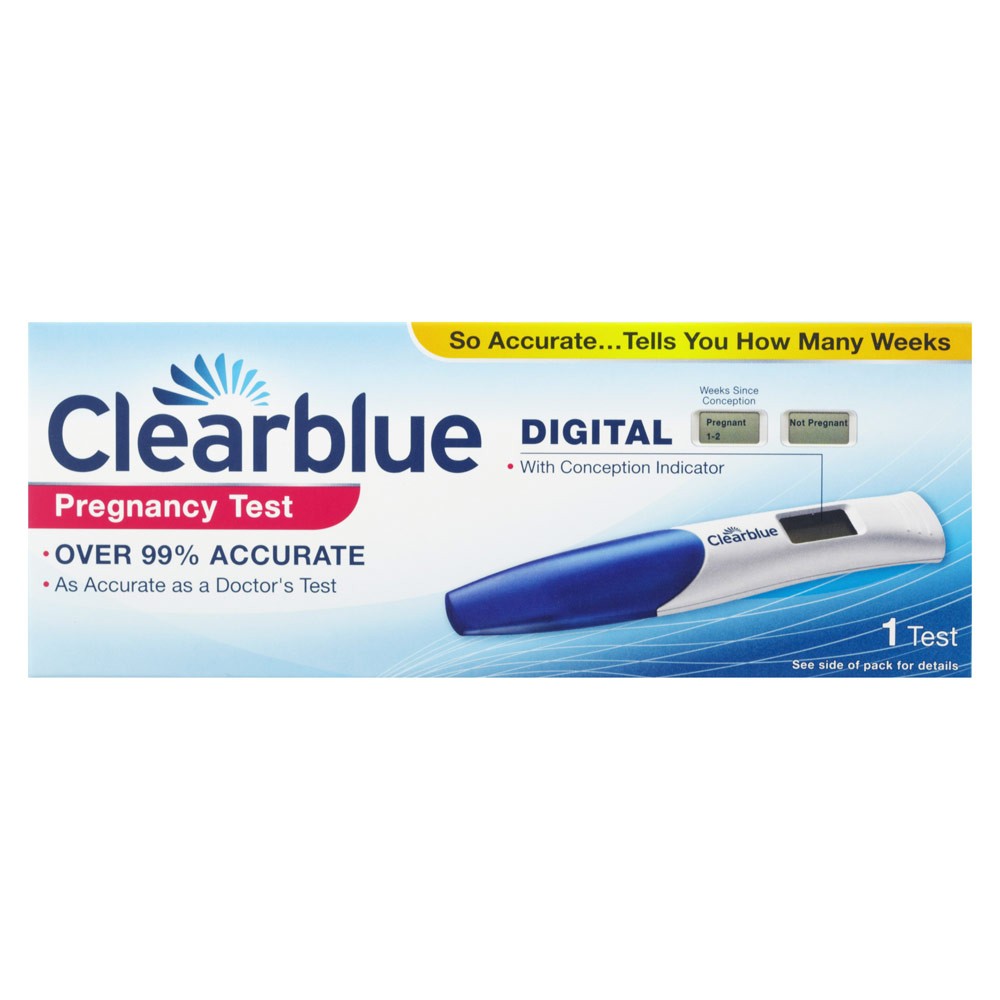 So Accurate...Tells You How Many Weeks
Clearblue
Pregnancy Test
• OVER 99% ACCURATE
• As Accurate as a Doctor's Test
DIGITAL
• With Conception Indicator
Weeks Since
Conception
Pregnant
1-2
Not Pregnant
Clearblue
1 Test
See side of pack for details